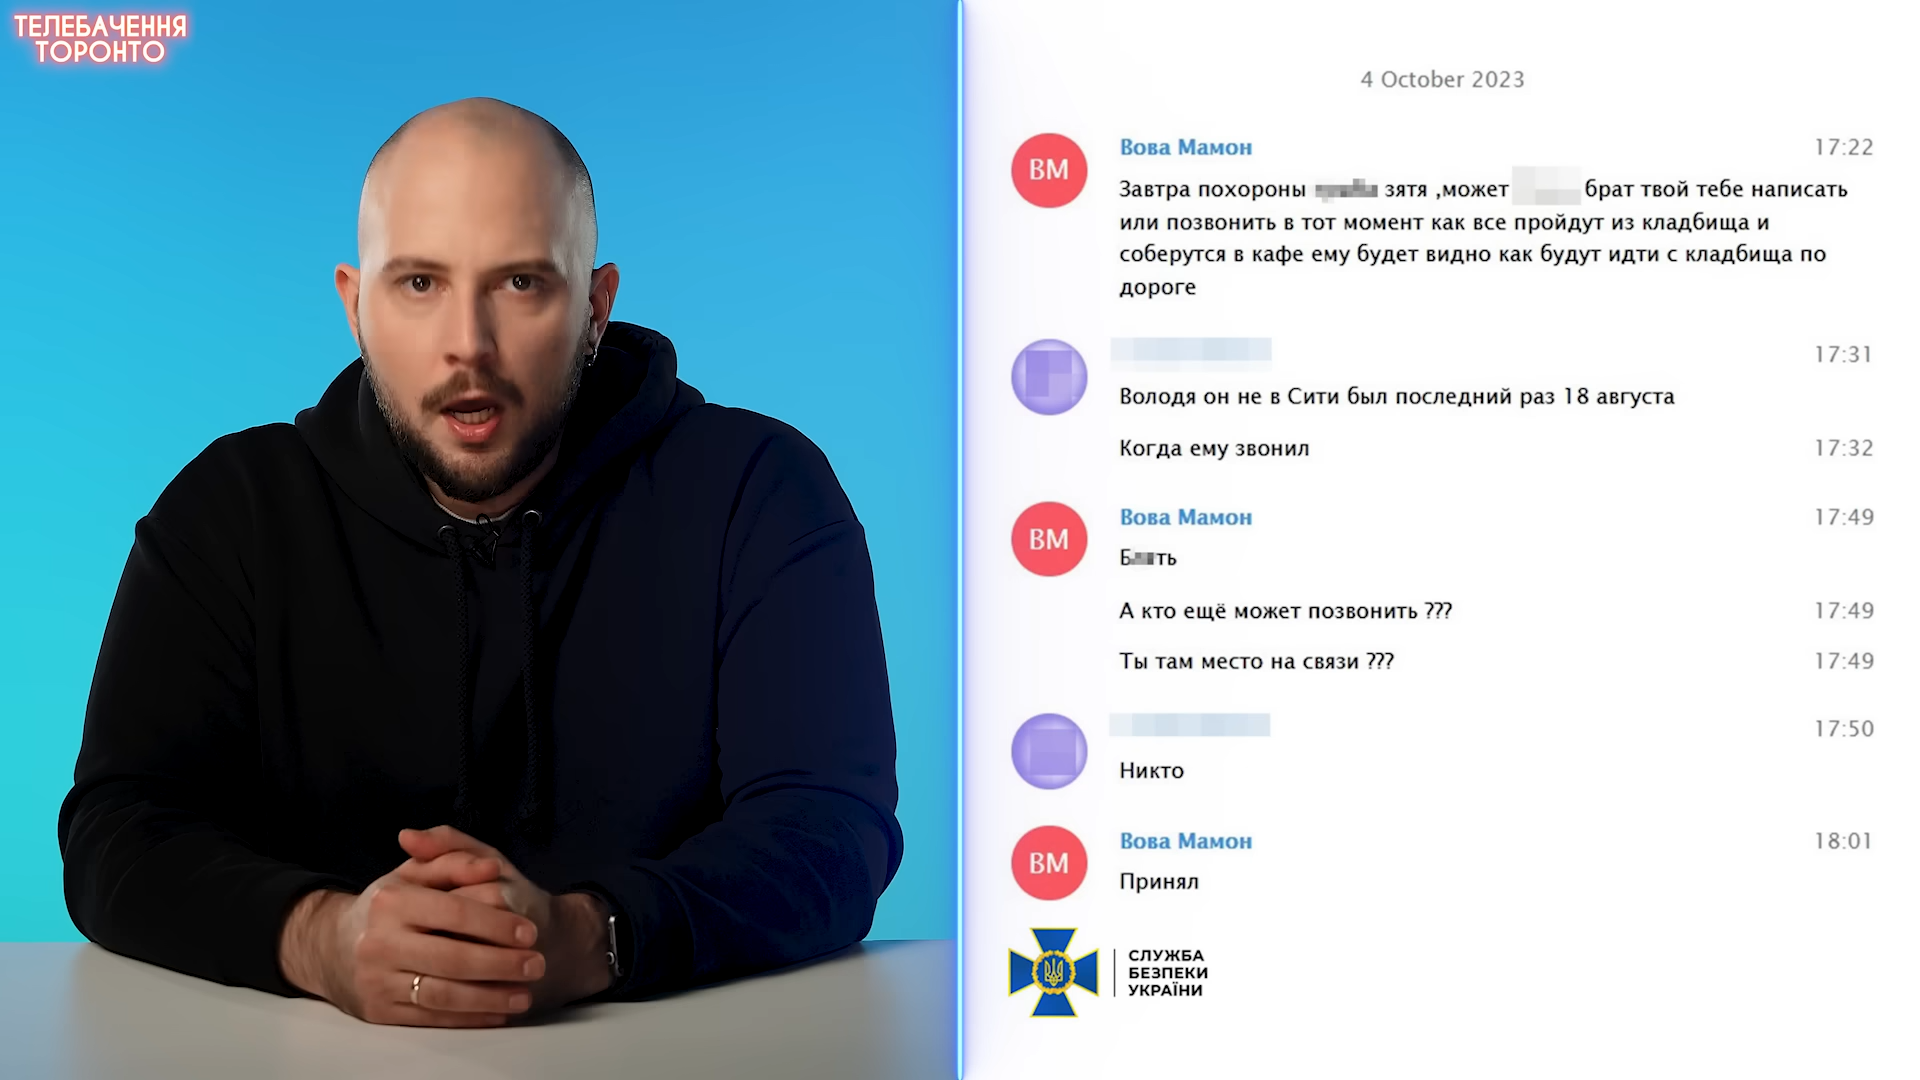 ТЕЛЕБАЧЕННЯ
ТОРОНТО
4 October 2023
ВМ
Вова Мамон
17:22
Завтра похороны зятя ,может брат твой тебе написать
или позвонить в тот момент как все пройдут из кладбища и
соберутся в кафе ему будет видно как будут идти с кладбища по
дороге
17:31
Володя он не в Сити был последний раз 18 августа
Когда ему звонил
17:32
ВМ
Вова Мамон
17:49
А кто ещё может позвонить ???
17:49
Ты там место на связи ???
17:49
17:50
Никто
ВМ
Вова Мамон
18:01
Принял
СЛУЖБА
БЕЗПЕКИ
УКРАЇНИ